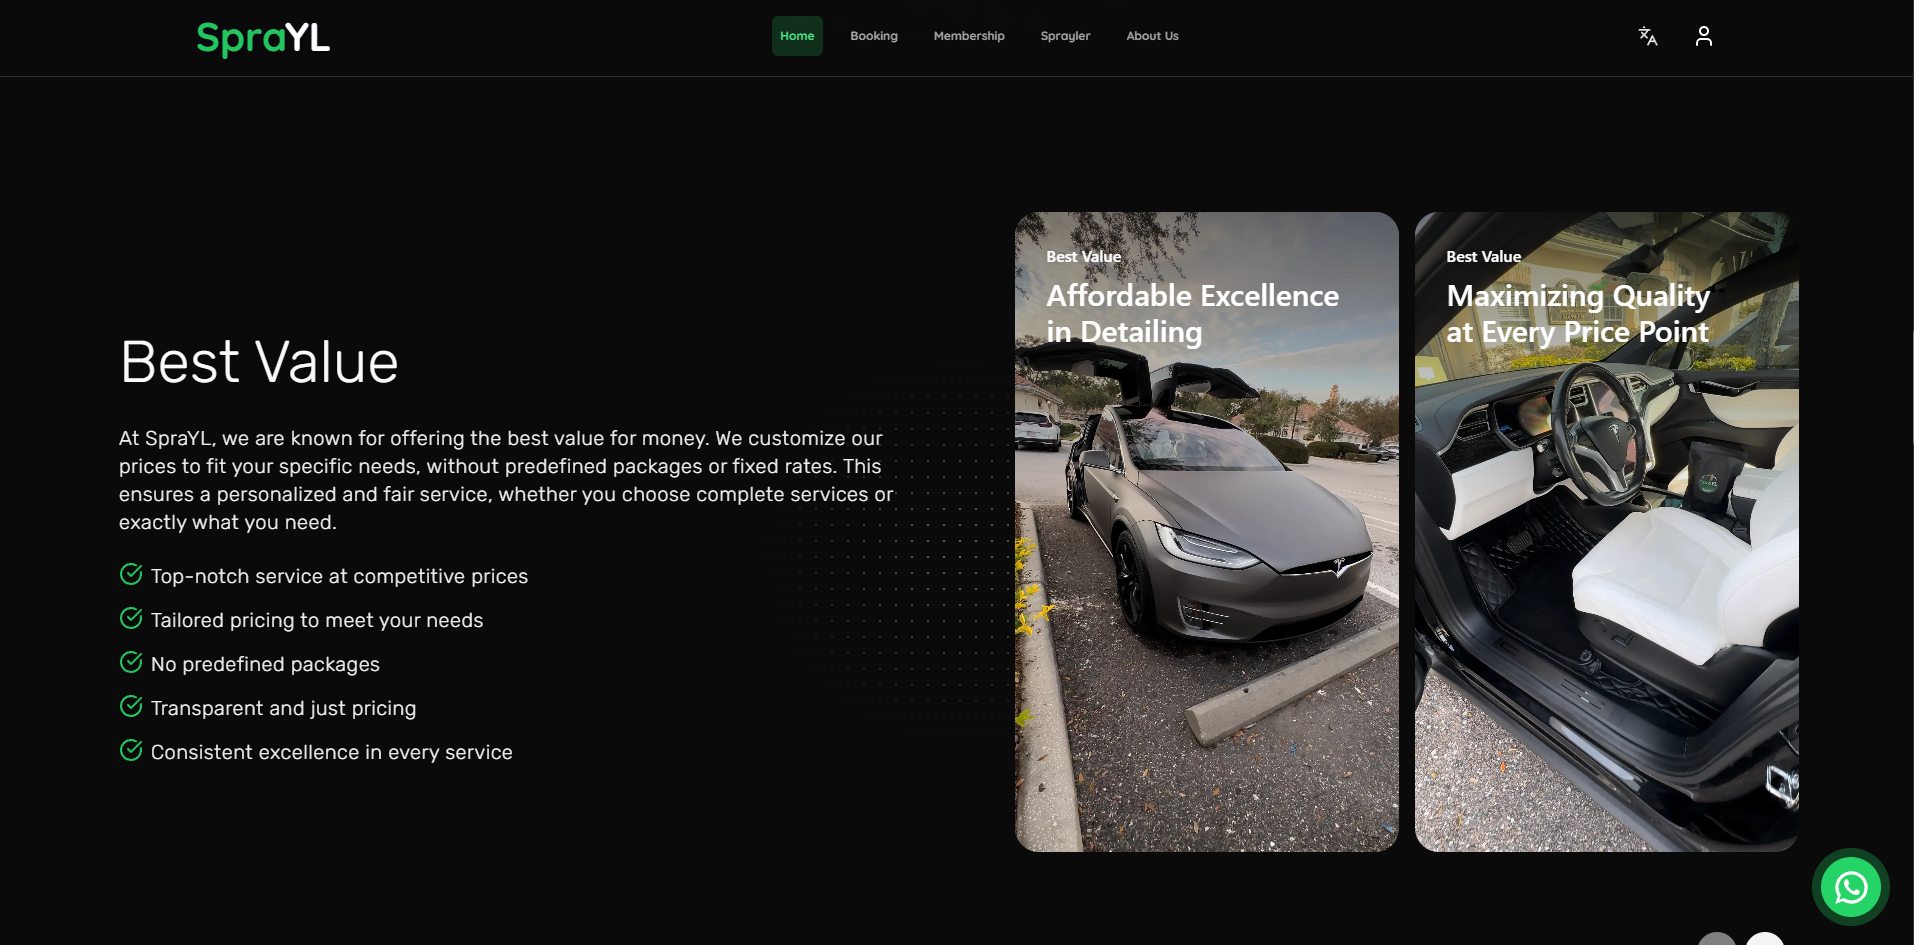 SpraYL
Home
Booking
Membership
Sprayler
About Us
Best Value
At SpraYL, we are known for offering the best value for money. We customize our
prices to fit your specific needs, without predefined packages or fixed rates. This
ensures a personalized and fair service, whether you choose complete services or
exactly what you need.
Top-notch service at competitive prices
Tailored pricing to meet your needs
No predefined packages
Transparent and just pricing
Consistent excellence in every service
Best Value
Affordable Excellence
in Detailing
Best Value
Maximizing Quality
at Every Price Point